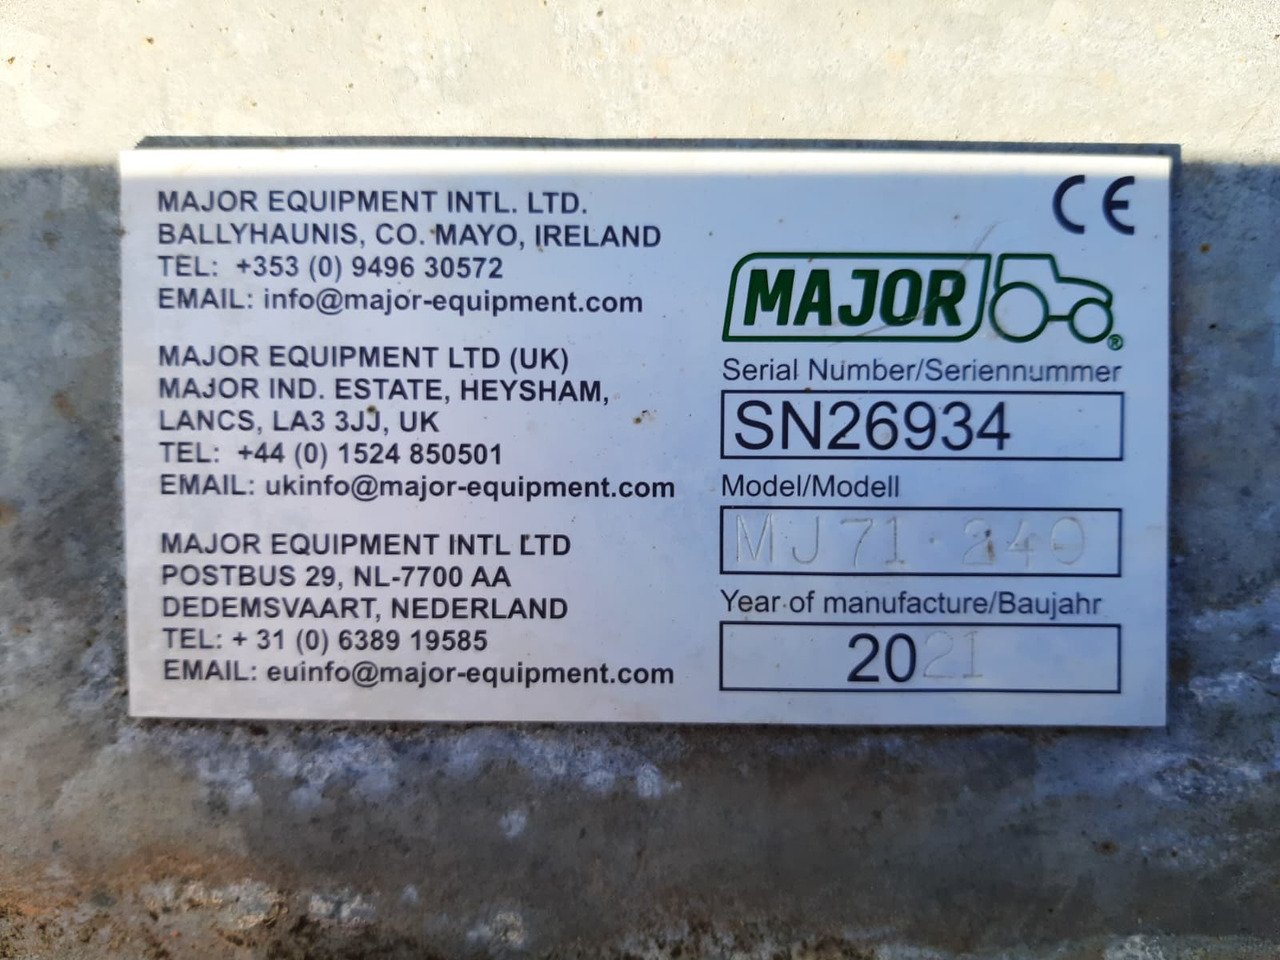 MAJOR EQUIPMENT INTL. LTD.
BALLYHAUNIS, CO. MAYO, IRELAND
TEL: +353 (0) 9496 30572
EMAIL: info@major-equipment.com
MAJOR EQUIPMENT LTD (UK)
MAJOR IND. ESTATE, HEYSHAM,
LANCS, LA3 3JJ, UK
TEL: +44 (0) 1524 850501
EMAIL: ukinfo@major-equipment.com
MAJOR EQUIPMENT INTL LTD
POSTBUS 29, NL-7700 AA
DEDEMSVAART, NEDERLAND
TEL: + 31 (0) 6389 19585
EMAIL: euinfo@major-equipment.com
CE
MAJOR®
Serial Number/Seriennummer
SN26934
Model/Modell
MJ71-240
Year of manufacture/Baujahr
2021